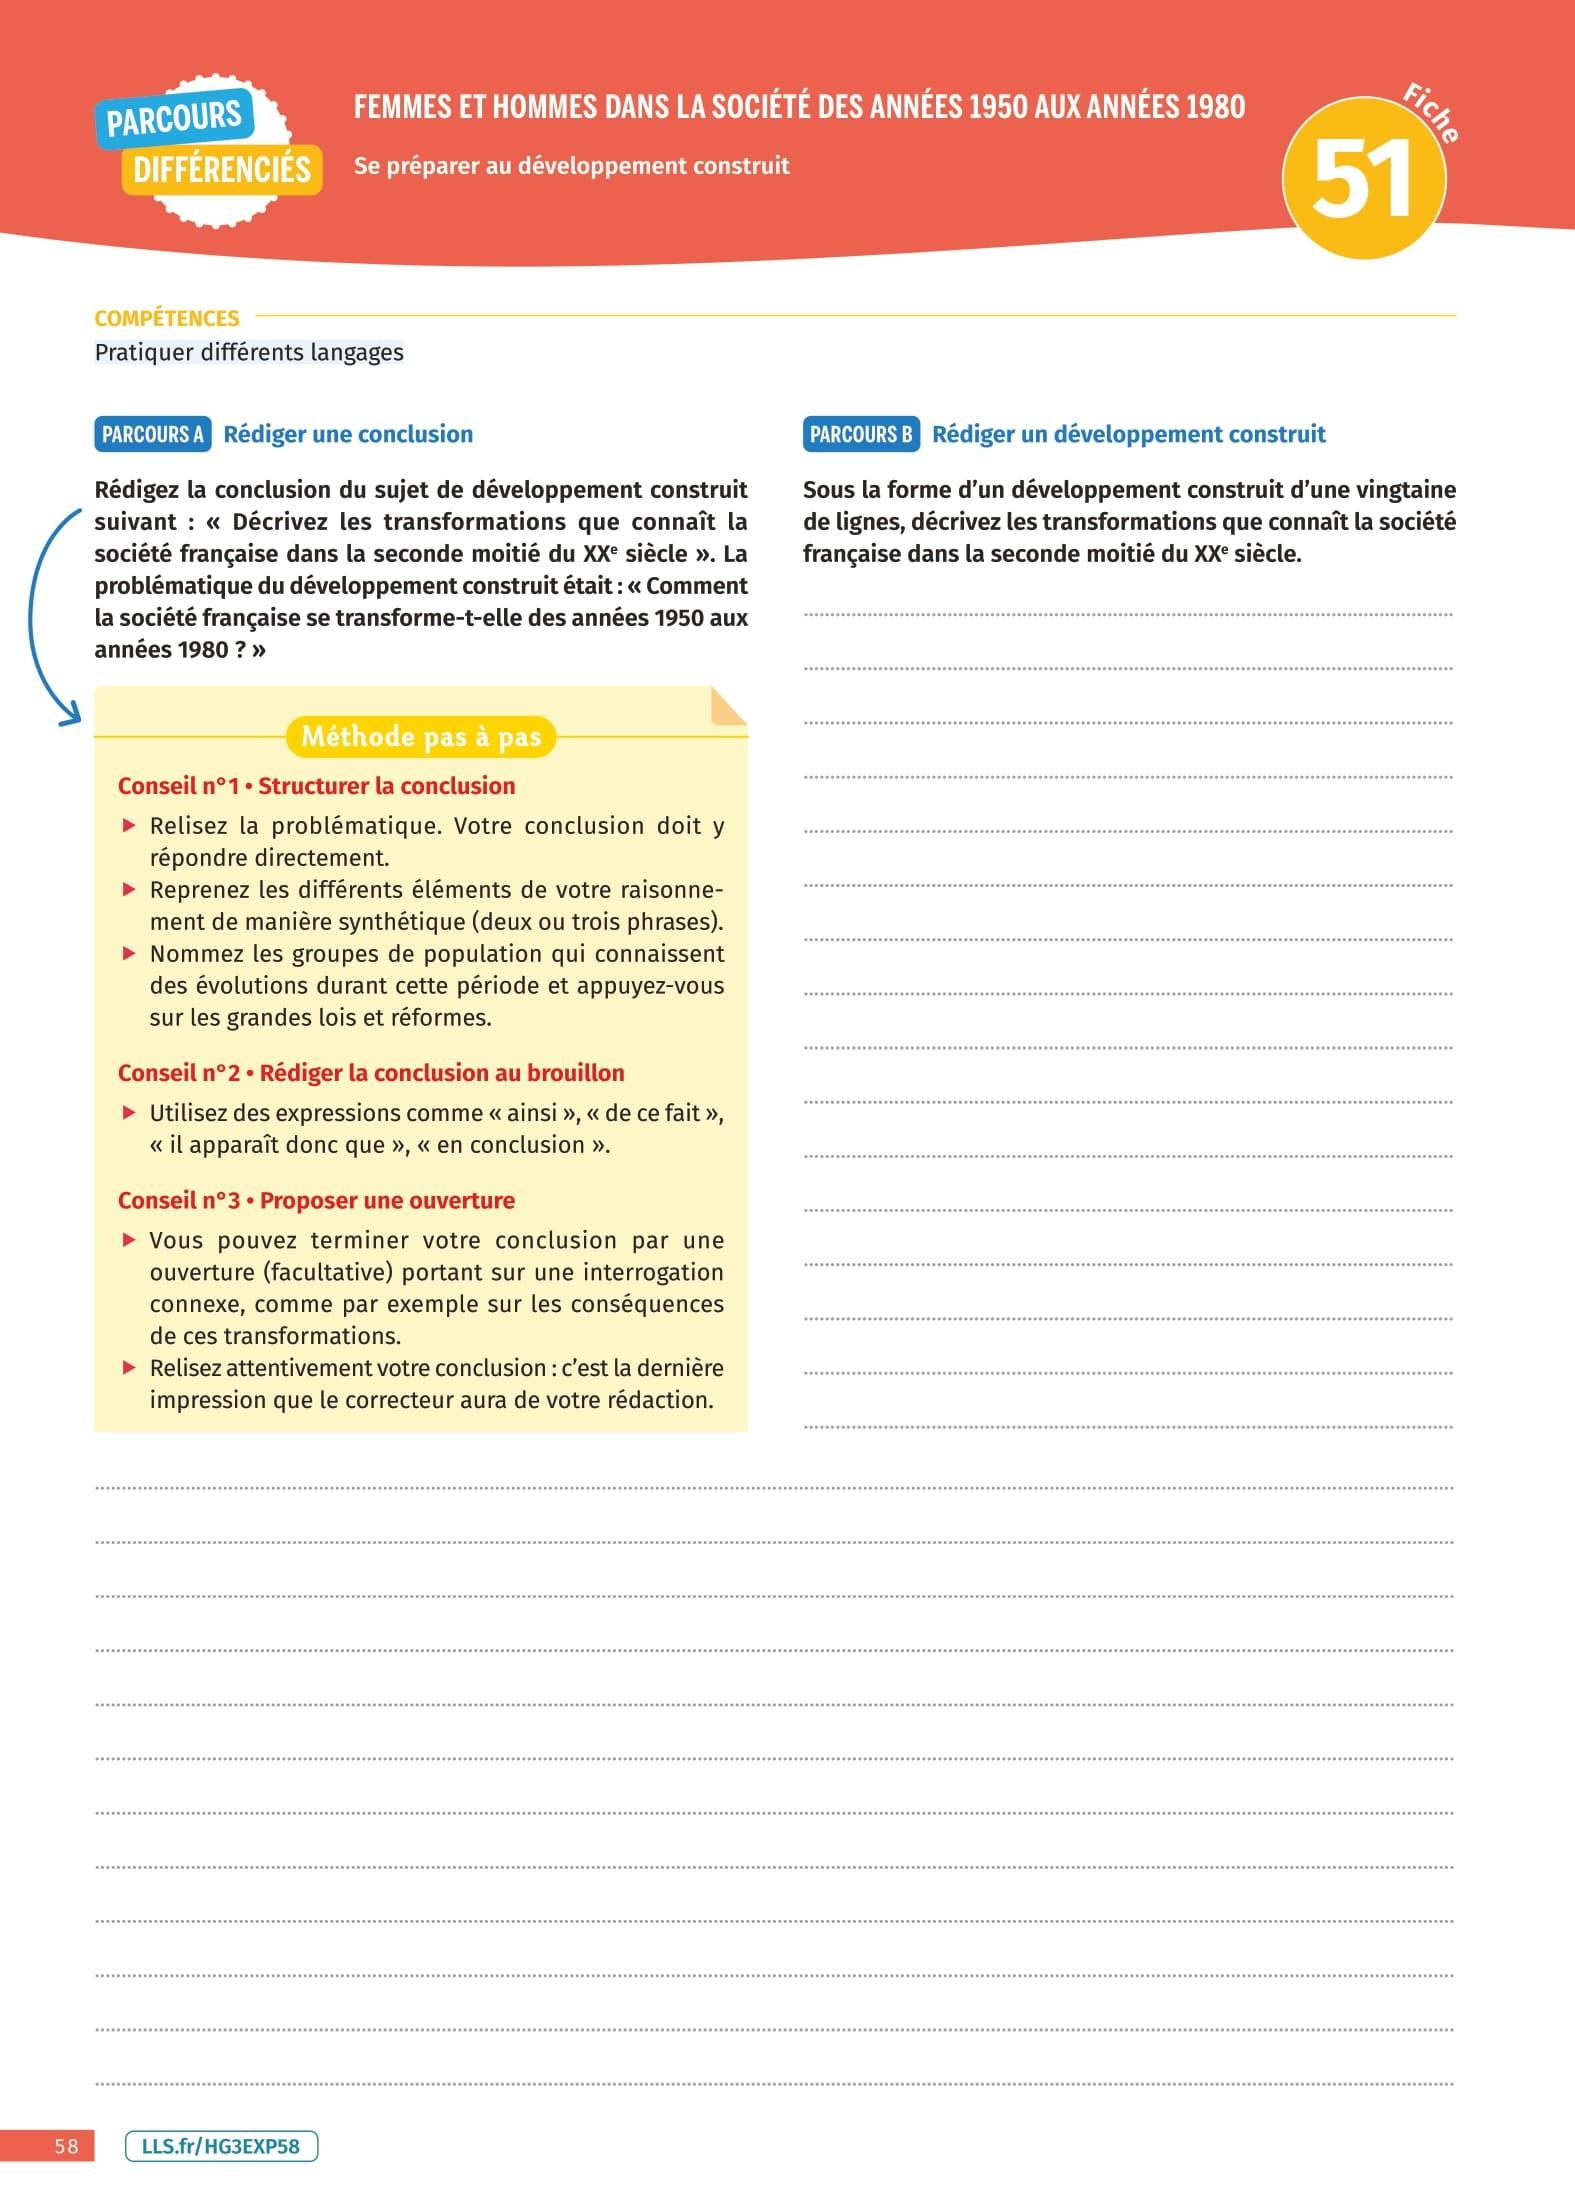 PARCOURS
DIFFÉRENCIÉS
FEMMES ET HOMMES DANS LA SOCIÉTÉ DES ANNÉES 1950 AUX ANNÉES 1980
Se préparer au développement construit
Fiche
51
COMPÉTENCES
Pratiquer différents langages
PARCOURS A Rédiger une conclusion
Rédigez la conclusion du sujet de développement construit
suivant : « Décrivez les transformations que connaît la
société française dans la seconde moitié du XXe siècle ». La
problématique du développement construit était : « Comment
la société française se transforme-t-elle des années 1950 aux
années 1980 ? »
Méthode pas à pas
Conseil n°1 • Structurer la conclusion
▶ Relisez la problématique. Votre conclusion doit y
répondre directement.
▶ Reprenez les différents éléments de votre raisonne-
ment de manière synthétique (deux ou trois phrases).
▶ Nommez les groupes de population qui connaissent
des évolutions durant cette période et appuyez-vous
sur les grandes lois et réformes.
Conseil n°2 • Rédiger la conclusion au brouillon
▶ Utilisez des expressions comme « ainsi », « de ce fait »,
« il apparaît donc que », « en conclusion ».
Conseil n°3 • Proposer une ouverture
▶ Vous pouvez terminer votre conclusion par une
ouverture (facultative) portant sur une interrogation
connexe, comme par exemple sur les conséquences
de ces transformations.
▶ Relisez attentivement votre conclusion : c'est la dernière
impression que le correcteur aura de votre rédaction.
PARCOURS B Rédiger un développement construit
Sous la forme d'un développement construit d'une vingtaine
de lignes, décrivez les transformations que connaît la société
française dans la seconde moitié du XXe siècle.
58
LLS.fr/HG3EXP58